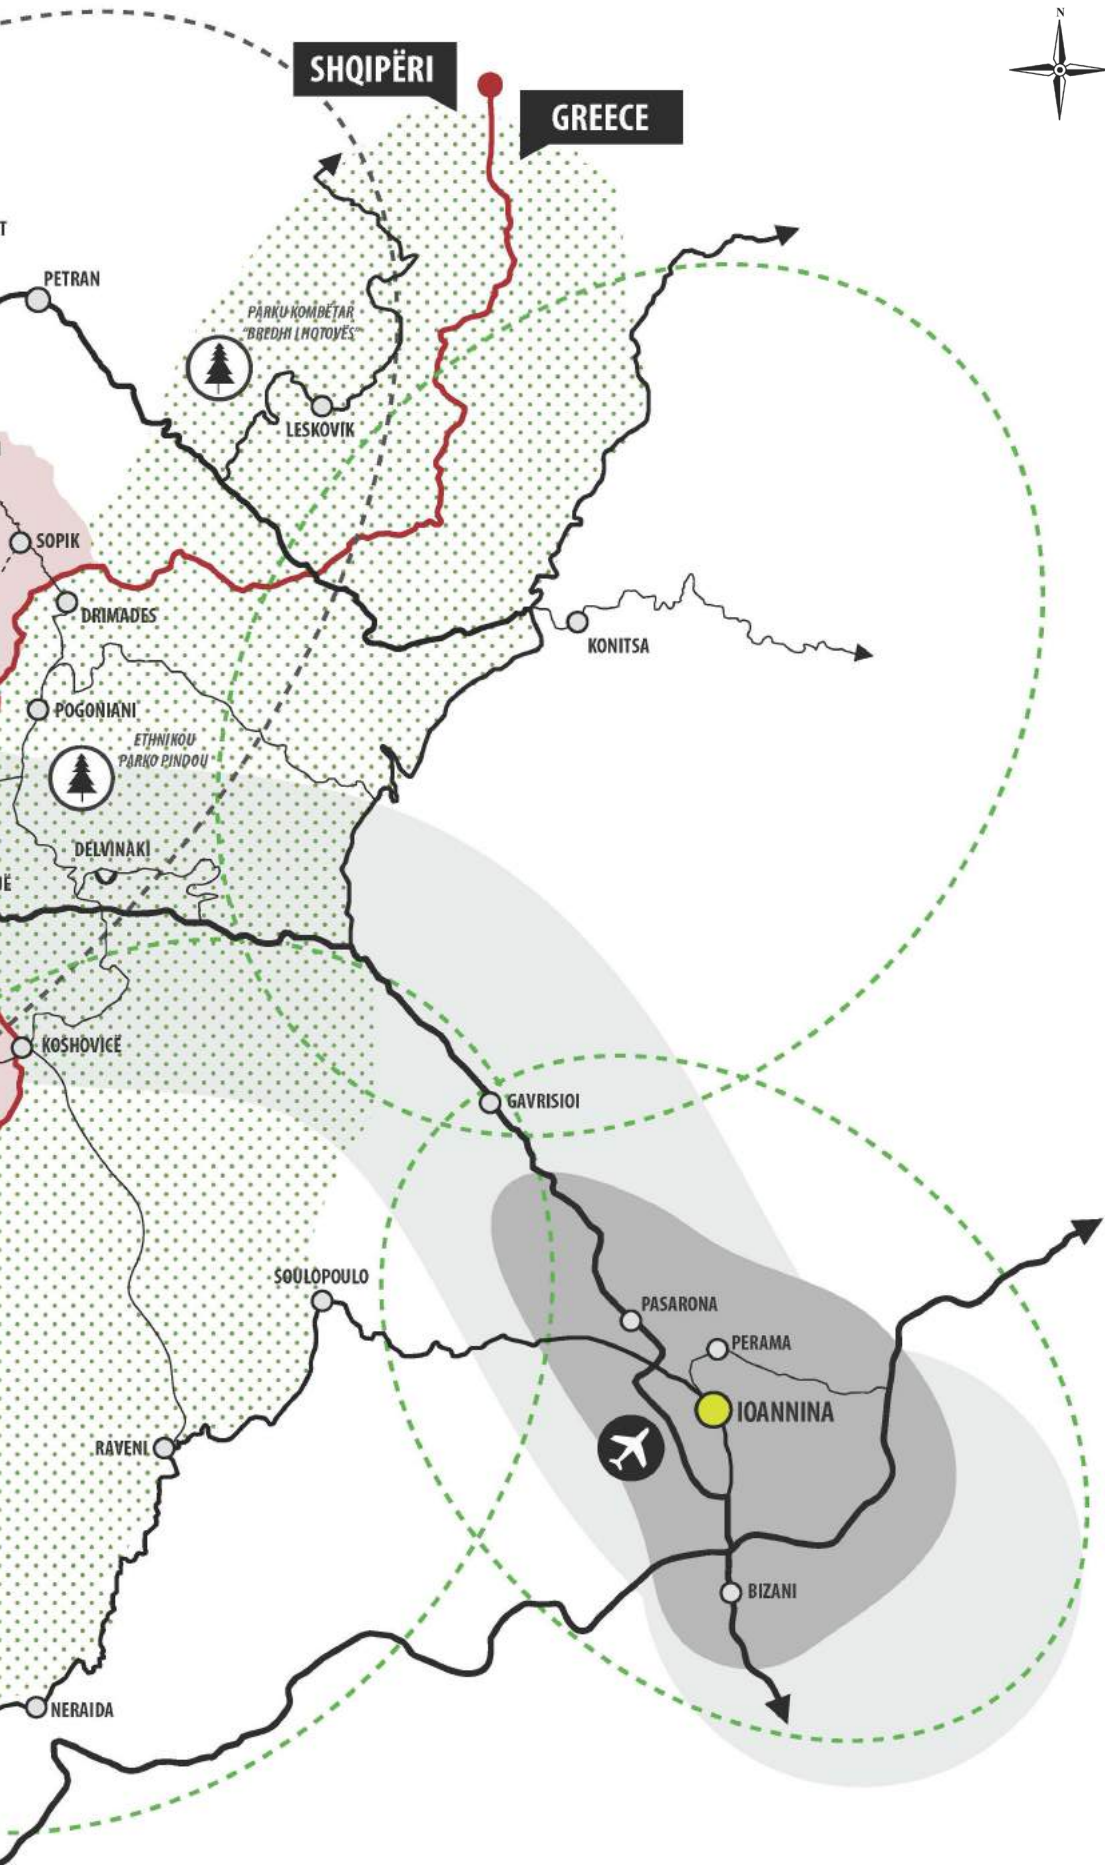 N
SHQIPËRI
GREECE
T
PETRAN
PARKU KOMBËTAR
"BREDHI I HOTOVËS"
LESKOVIK
SOPIK
DRIMADES
KONITSA
POGONIANI
ETHNIKOU
PARKO PINDOU
DELVINAKI
KOSHOVICË
GAVRISIOI
SOULOPOULO
PASARONA
PERAMA
IOANNINA
RAVENI
BIZANI
NERAIDA